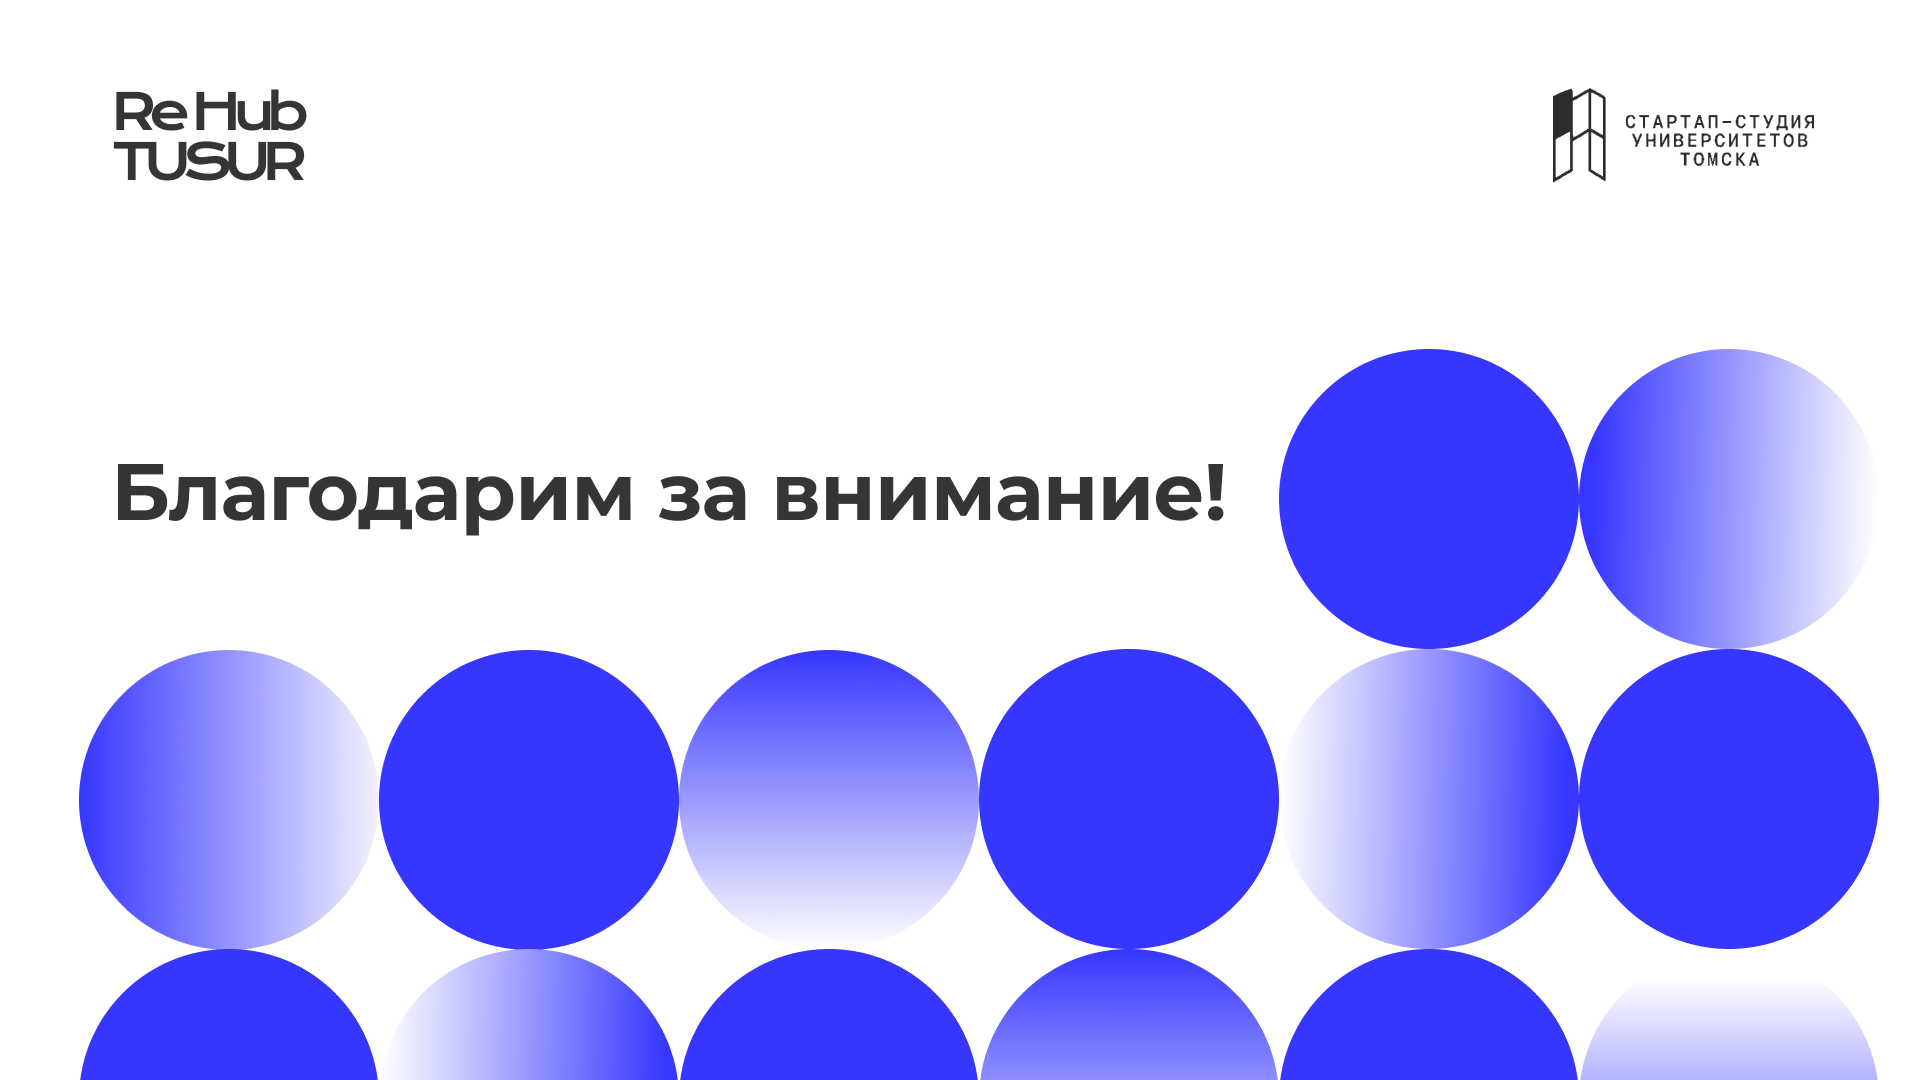 Re Hub
TUSUR
СТАРТАП-СТУДИЯ
УНИВЕРСИТЕТОВ
ТОМСКА
Благодарим за внимание!